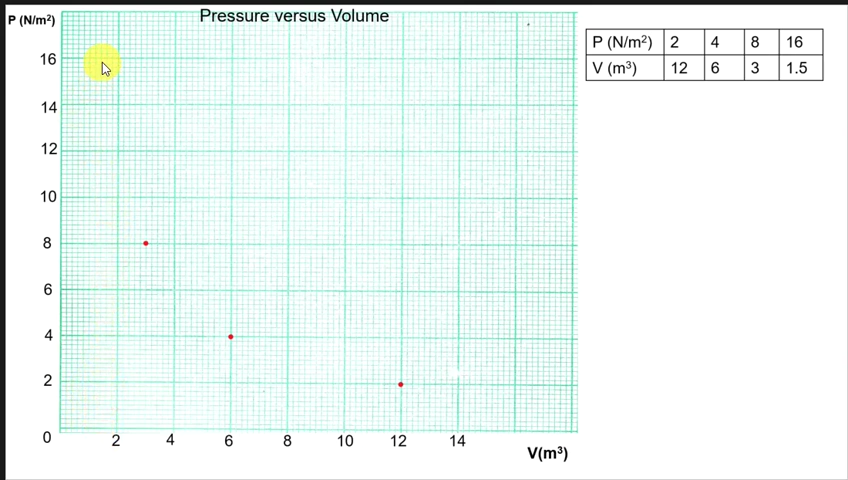 Pressure versus Volume
P (N/m²)
16
14
12
10
8
6
4
2
0
2 4 6 8 10 12 14
V(m³)
P (N/m²) 2 4 8 16
V (m³) 12 6 3 1.5